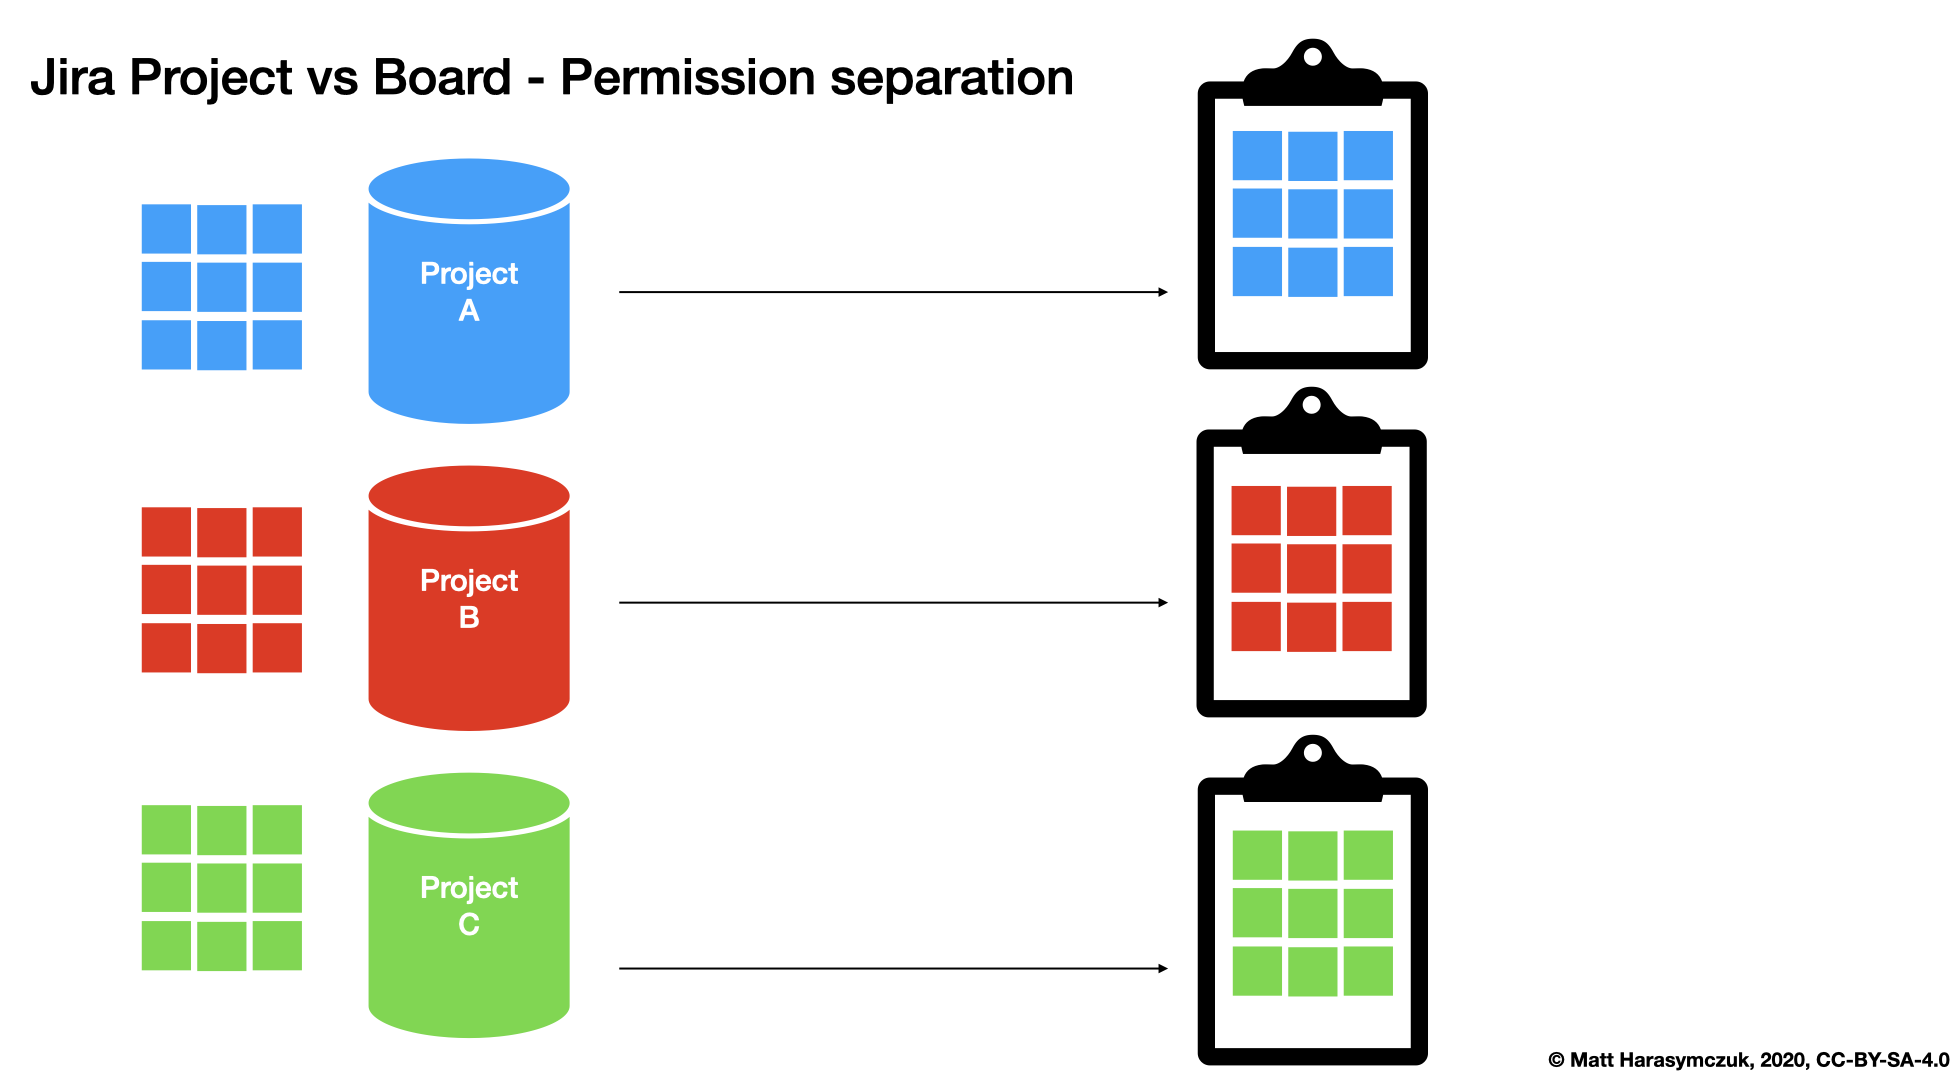 Jira Project vs Board - Permission separation
Project
A
Project
B
Project
C
© Matt Harasymczuk, 2020, CC-BY-SA-4.0